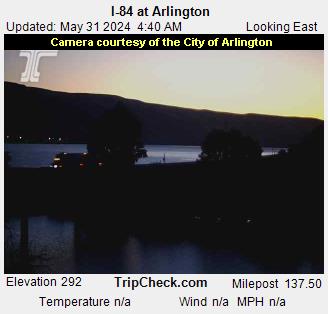 I-84 at Arlington
Updated: May 31 2024 4:40 AM Looking East
Camera courtesy of the City of Arlington
Elevation 292 TripCheck.com Milepost 137.50
Temperature n/a Wind n/a MPH n/a